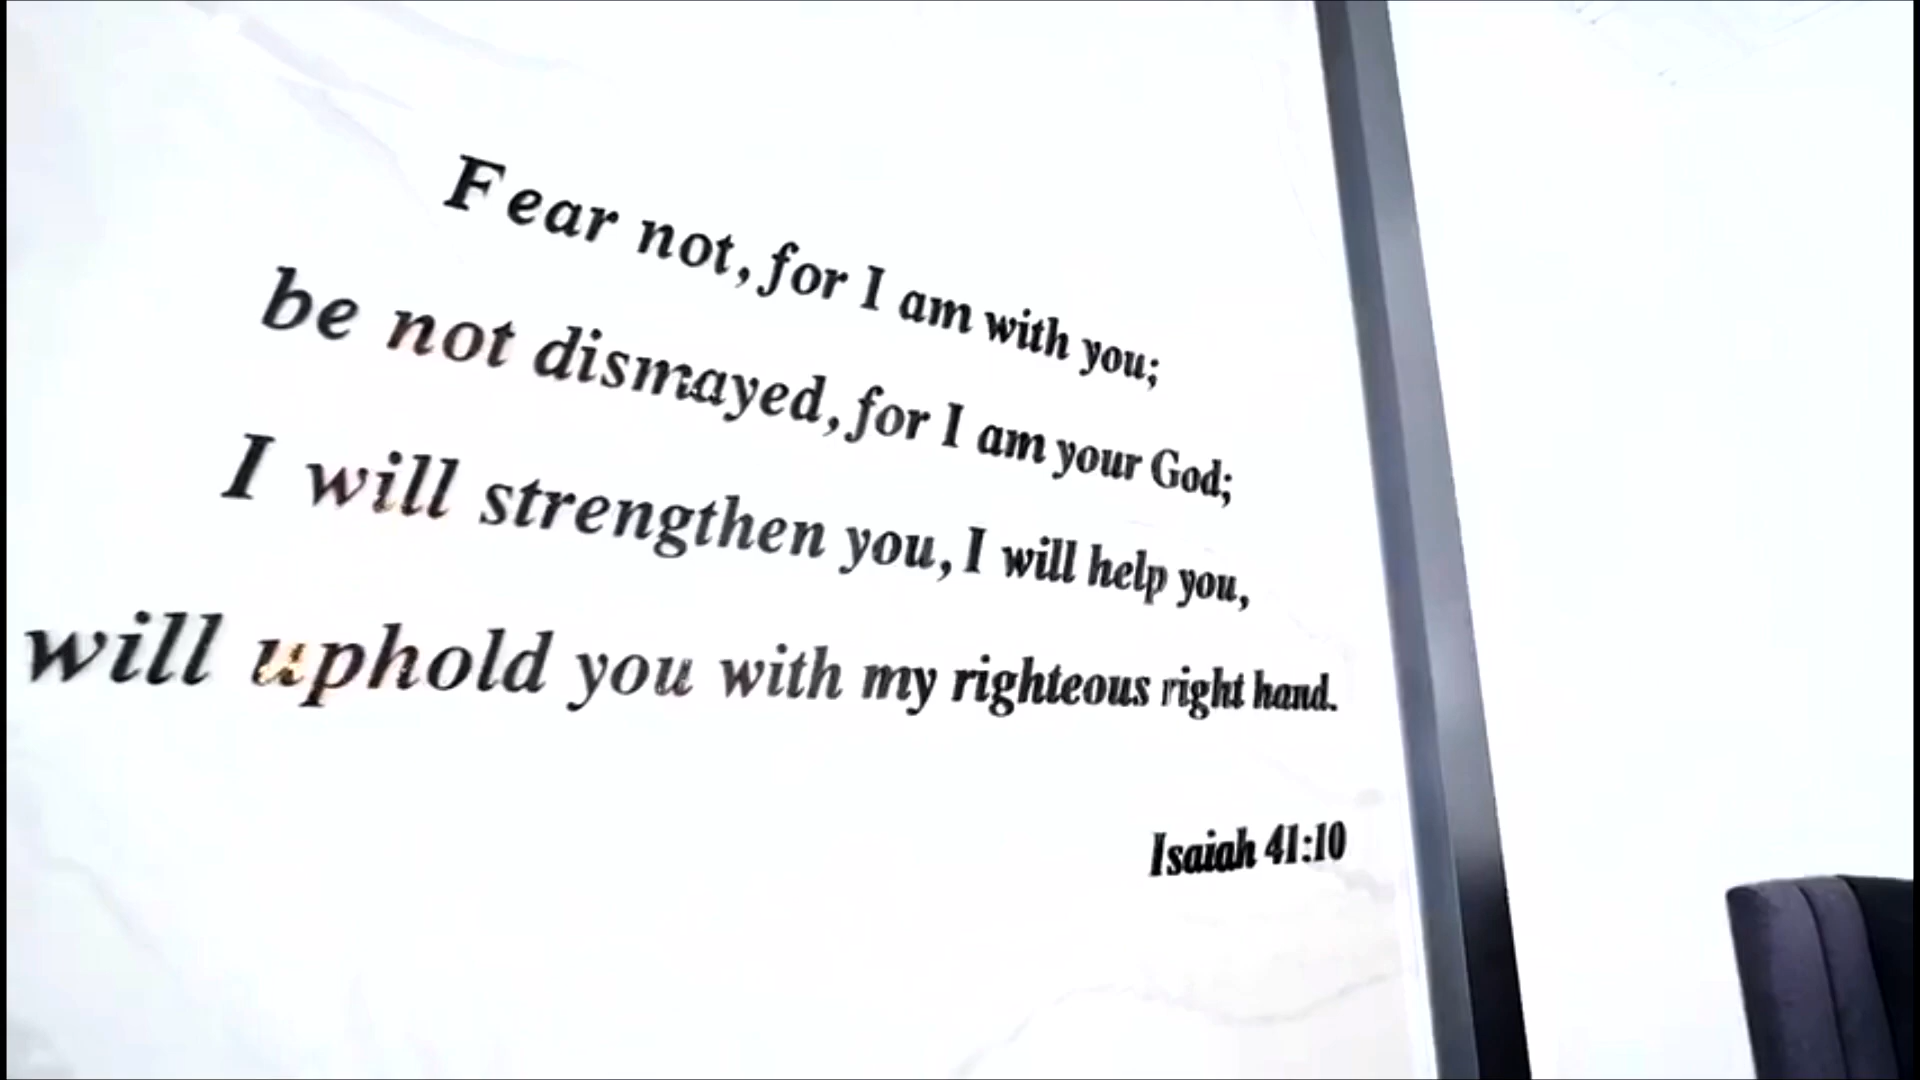 Fear not, for I am with you;
be not dismayed, for I am your God;
I will strengthen you, I will help you,
will uphold you with my righteous right hand.
Isaiah 41:10